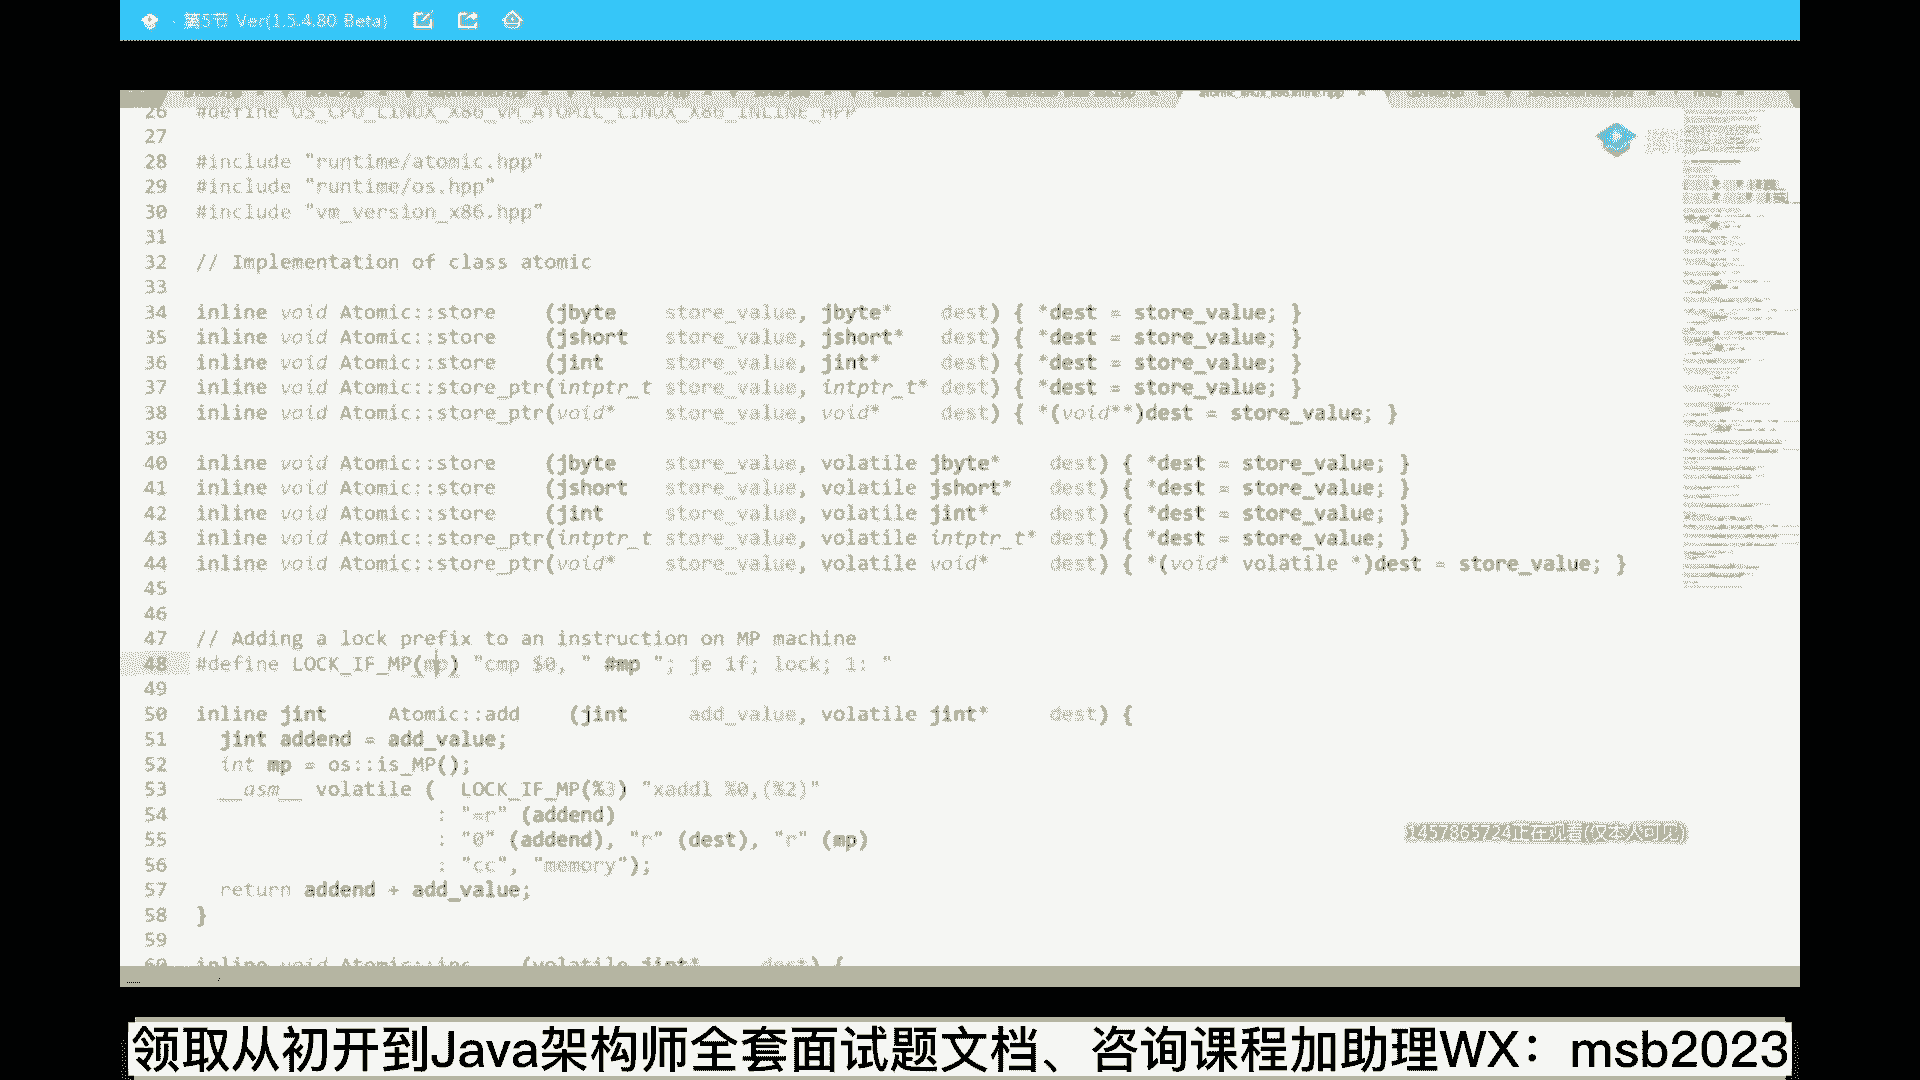 · 第5节 Ver(1.5.4.80 Beta)
26 #define OS_CPU_LINUX_X86_VM_ATOMIC_LINUX_X86_INLINE_HPP
27
28 #include "runtime/atomic.hpp"
29 #include "runtime/os.hpp"
30 #include "vm_version_x86.hpp"
31
32 // Implementation of class atomic
33
34 inline void Atomic::store    (jbyte    store_value, jbyte*    dest) { *dest = store_value; }
35 inline void Atomic::store    (jshort   store_value, jshort*   dest) { *dest = store_value; }
36 inline void Atomic::store    (jint     store_value, jint*     dest) { *dest = store_value; }
37 inline void Atomic::store_ptr(intptr_t store_value, intptr_t* dest) { *dest = store_value; }
38 inline void Atomic::store_ptr(void*    store_value, void*     dest) { *(void**)dest = store_value; }
39
40 inline void Atomic::store    (jbyte    store_value, volatile jbyte*    dest) { *dest = store_value; }
41 inline void Atomic::store    (jshort   store_value, volatile jshort*   dest) { *dest = store_value; }
42 inline void Atomic::store    (jint     store_value, volatile jint*     dest) { *dest = store_value; }
43 inline void Atomic::store_ptr(intptr_t store_value, volatile intptr_t* dest) { *dest = store_value; }
44 inline void Atomic::store_ptr(void*    store_value, volatile void*     dest) { *(void* volatile *)dest = store_value; }
45
46
47 // Adding a lock prefix to an instruction on MP machine
48 #define LOCK_IF_MP(mp) "cmp $0, " #mp "; je 1f; lock; 1: "
49
50 inline jint     Atomic::add    (jint     add_value, volatile jint*     dest) {
51   jint addend = add_value;
52   int mp = os::is_MP();
53   __asm__ volatile (  LOCK_IF_MP(%3) "xaddl %0,(%2)"
54                     : "=r" (addend)
55                     : "0" (addend), "r" (dest), "r" (mp)
1457865724正在观看(仅本人可见)
56                     : "cc", "memory");
57   return addend + add_value;
58 }
59
60 inline void Atomic::inc    (volatile jint*     dest) {
领取从初开到Java架构师全套面试题文档、咨询课程加助理WX：msb2023